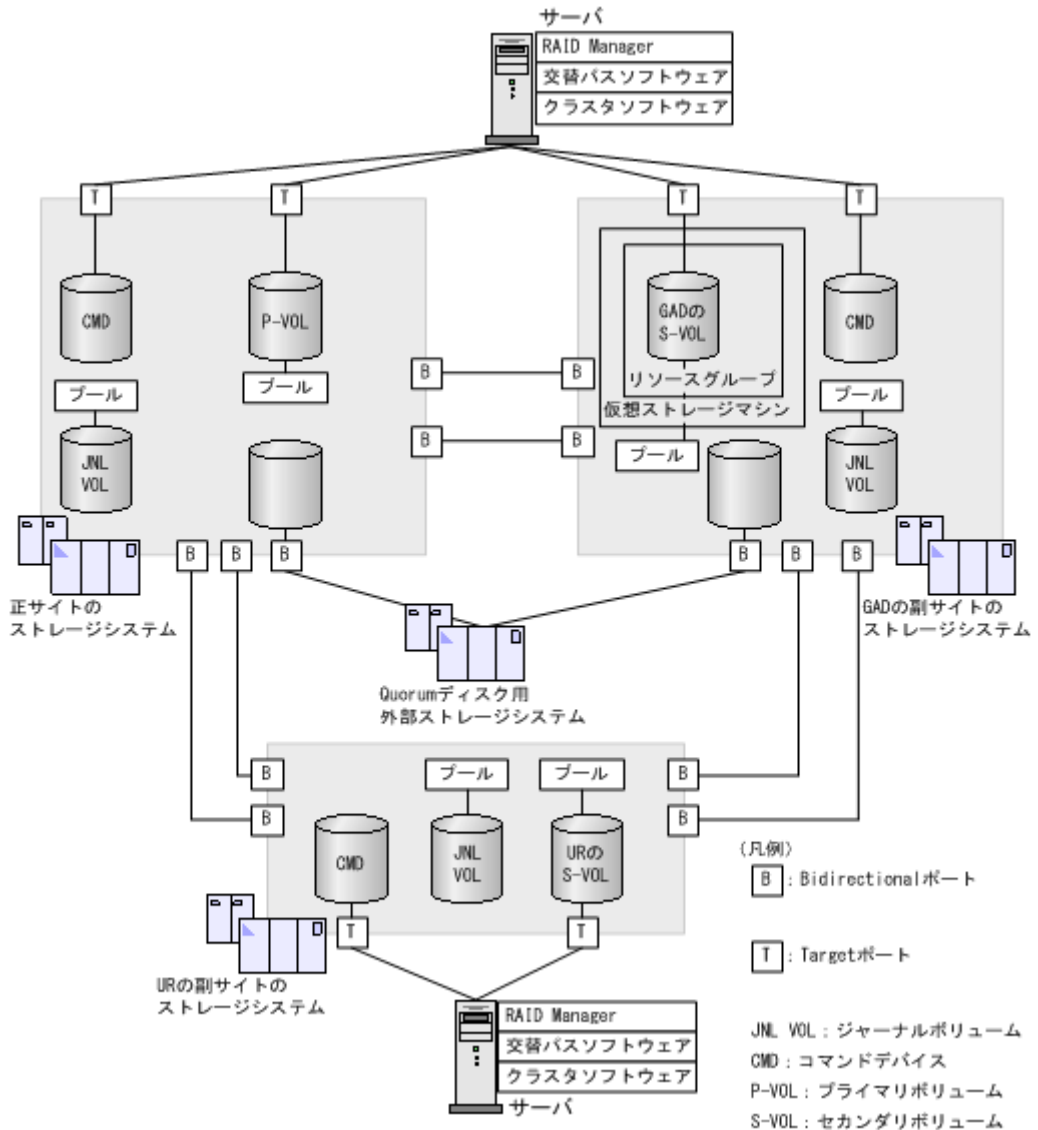 サーバ
RAID Manager
交替パスソフトウェア
クラスタソフトウェア
T
T
T
T
CMD
P-VOL
GADの
S-VOL
CMD
リソースグループ
仮想ストレージマシン
プール
プール
プール
プール
B
B
B
B
JNL
VOL
JNL
VOL
B
B
B
B
B
B
正サイトの
ストレージシステム
GADの副サイトの
ストレージシステム
Quorumディスク用
外部ストレージシステム
B
B
B
B
プール
プール
CMD
JNL
VOL
URの
S-VOL
T
T
URの副サイトの
ストレージシステム
RAID Manager
交替パスソフトウェア
クラスタソフトウェア
サーバ
(凡例)
B : Bidirectionalポート
T : Targetポート
JNL VOL : ジャーナルボリューム
CMD : コマンドデバイス
P-VOL : プライマリボリューム
S-VOL : セカンダリボリューム